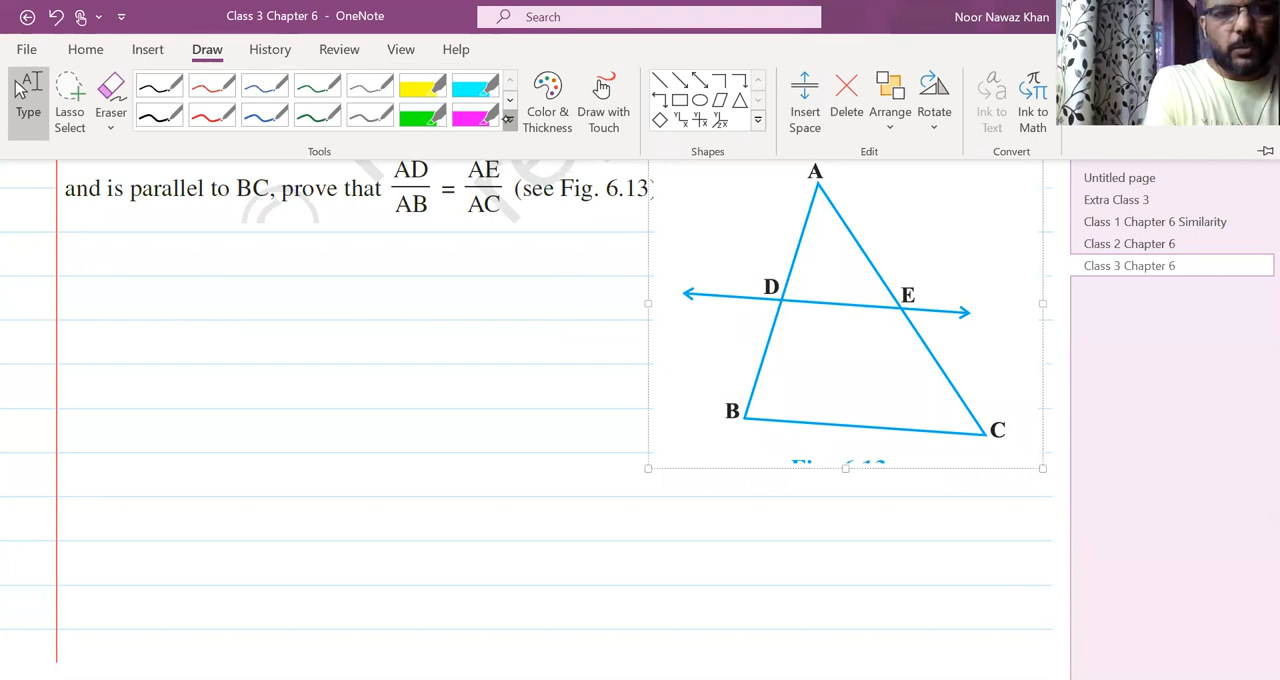 Class 3 Chapter 6 - OneNote
Search
Noor Nawaz Khan
File Home Insert Draw History Review View Help
Type
Lasso Select
Eraser
Color & Thickness
Draw with Touch
Insert Space
Delete
Arrange
Rotate
Ink to Text
Ink to Math
Tools
Shapes
Edit
Convert
AD/AB = AE/AC
and is parallel to BC, prove that (see Fig. 6.13)
A
D
E
B
C
Fig. 6.13
Untitled page
Extra Class 3
Class 1 Chapter 6 Similarity
Class 2 Chapter 6
Class 3 Chapter 6